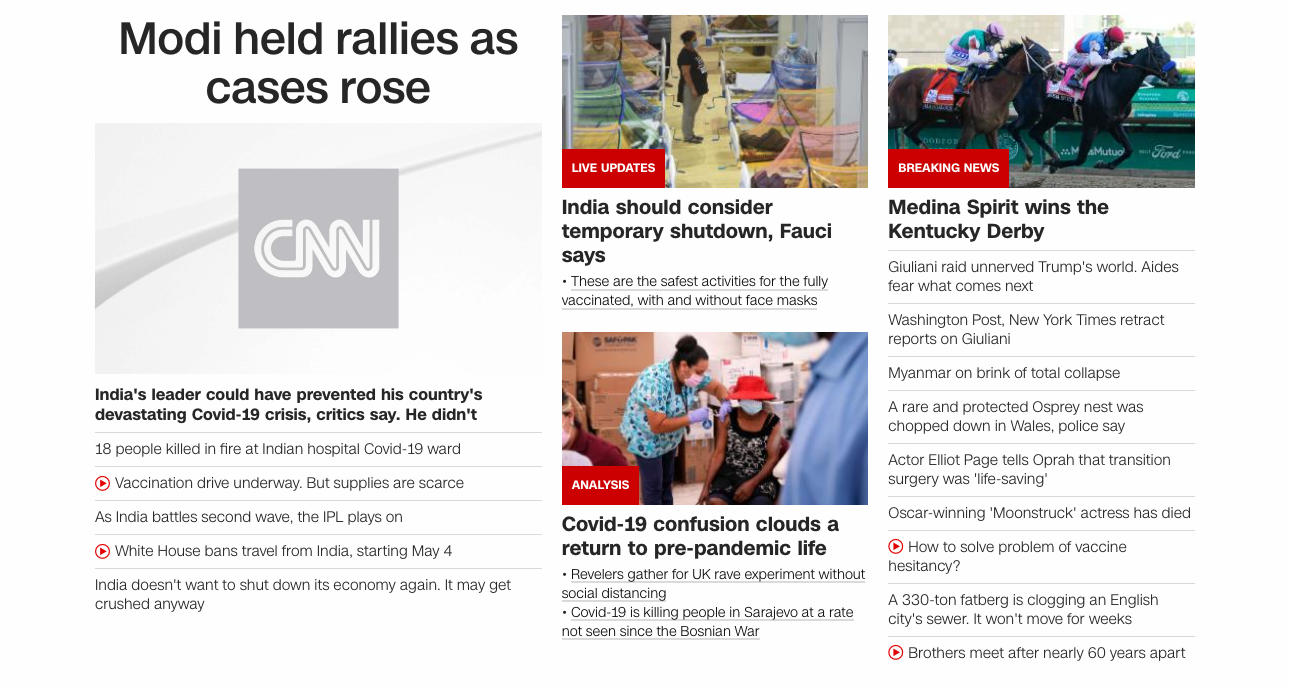 Modi held rallies as
cases rose
CNN
India's leader could have prevented his country's
devastating Covid-19 crisis, critics say. He didn't
18 people killed in fire at Indian hospital Covid-19 ward
Vaccination drive underway. But supplies are scarce
As India battles second wave, the IPL plays on
White House bans travel from India, starting May 4
India doesn't want to shut down its economy again. It may get
crushed anyway
LIVE UPDATES
India should consider
temporary shutdown, Fauci
says
• These are the safest activities for the fully
vaccinated, with and without face masks
ANALYSIS
Covid-19 confusion clouds a
return to pre-pandemic life
• Revelers gather for UK rave experiment without
social distancing
• Covid-19 is killing people in Sarajevo at a rate
not seen since the Bosnian War
Ford
BREAKING NEWS
Medina Spirit wins the
Kentucky Derby
Giuliani raid unnerved Trump's world. Aides
fear what comes next
Washington Post, New York Times retract
reports on Giuliani
Myanmar on brink of total collapse
A rare and protected Osprey nest was
chopped down in Wales, police say
Actor Elliot Page tells Oprah that transition
surgery was 'life-saving'
Oscar-winning 'Moonstruck' actress has died
How to solve problem of vaccine
hesitancy?
A 330-ton fatberg is clogging an English
city's sewer. It won't move for weeks
Brothers meet after nearly 60 years apart